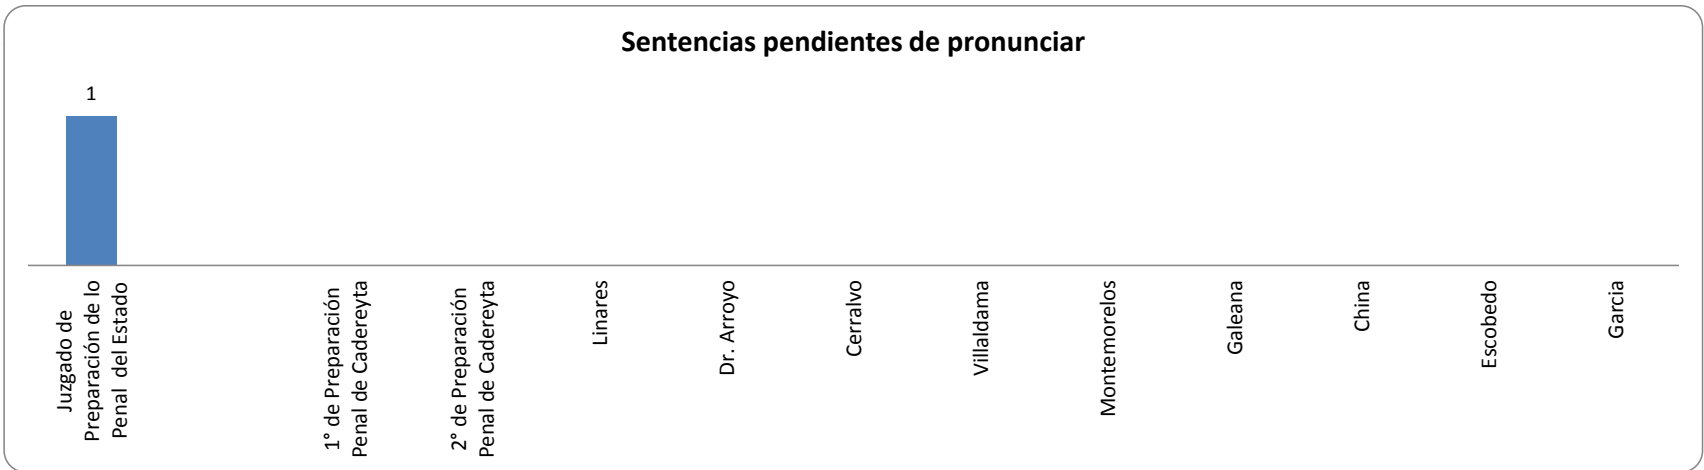 Sentencias pendientes de pronunciar
1
Juzgado de
Preparación de lo
Penal del Estado
1° de Preparación
Penal de Cadereyta
2° de Preparación
Penal de Cadereyta
Linares
Dr. Arroyo
Cerralvo
Villaldama
Montemorelos
Galeana
China
Escobedo
Garcia